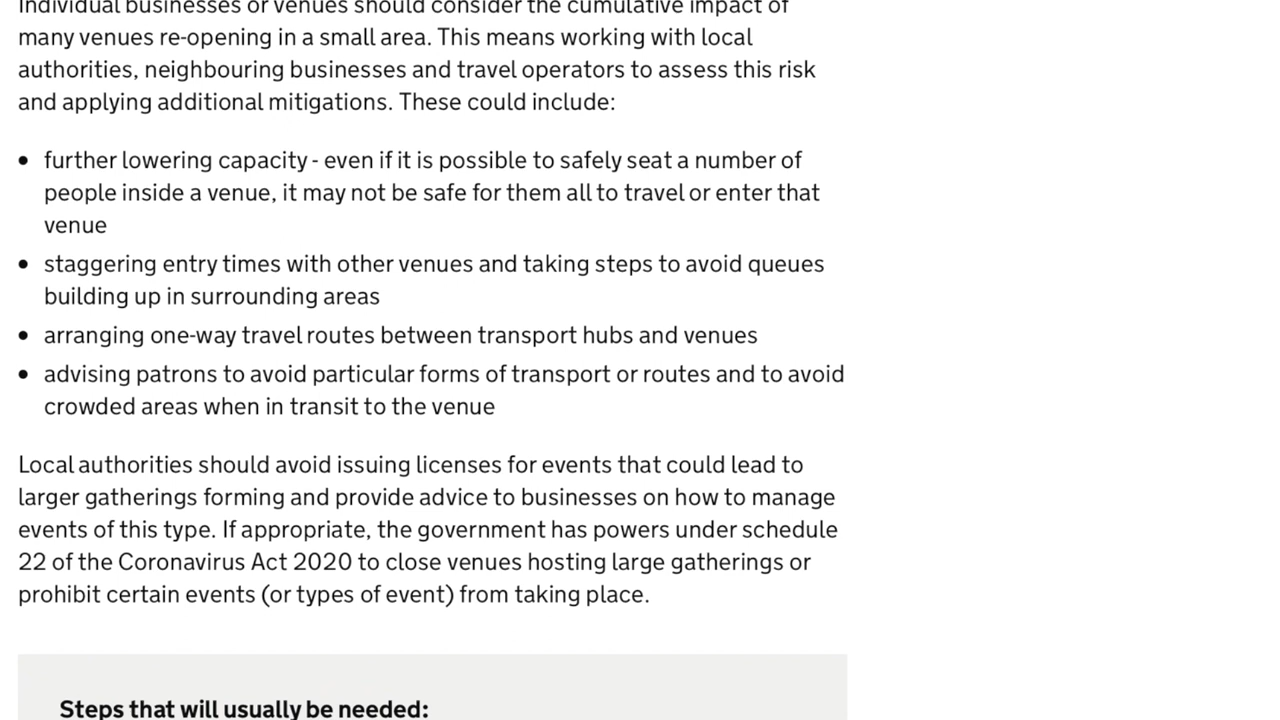 Individual businesses or venues should consider the cumulative impact of
many venues re-opening in a small area. This means working with local
authorities, neighbouring businesses and travel operators to assess this risk
and applying additional mitigations. These could include:
• further lowering capacity - even if it is possible to safely seat a number of
people inside a venue, it may not be safe for them all to travel or enter that
venue
• staggering entry times with other venues and taking steps to avoid queues
building up in surrounding areas
• arranging one-way travel routes between transport hubs and venues
• advising patrons to avoid particular forms of transport or routes and to avoid
crowded areas when in transit to the venue
Local authorities should avoid issuing licenses for events that could lead to
larger gatherings forming and provide advice to businesses on how to manage
events of this type. If appropriate, the government has powers under schedule
22 of the Coronavirus Act 2020 to close venues hosting large gatherings or
prohibit certain events (or types of event) from taking place.
Steps that will usually be needed: